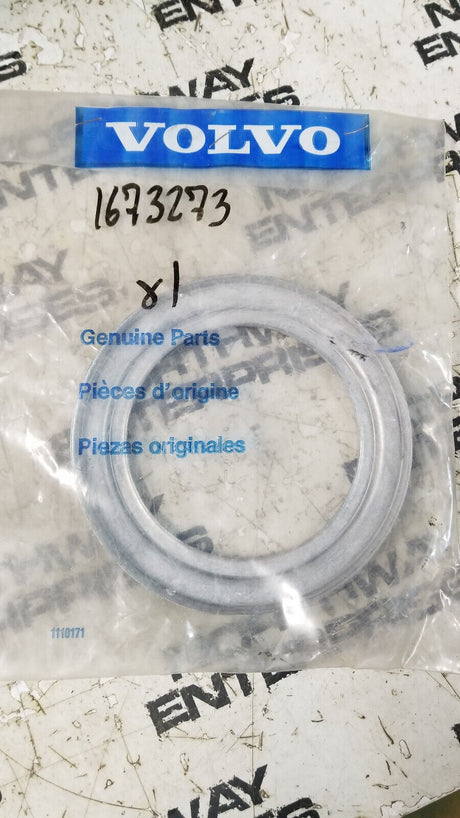 VOLVO
1673273
x1
Genuine Parts
Pièces d'origine
Piezas originales
1110171